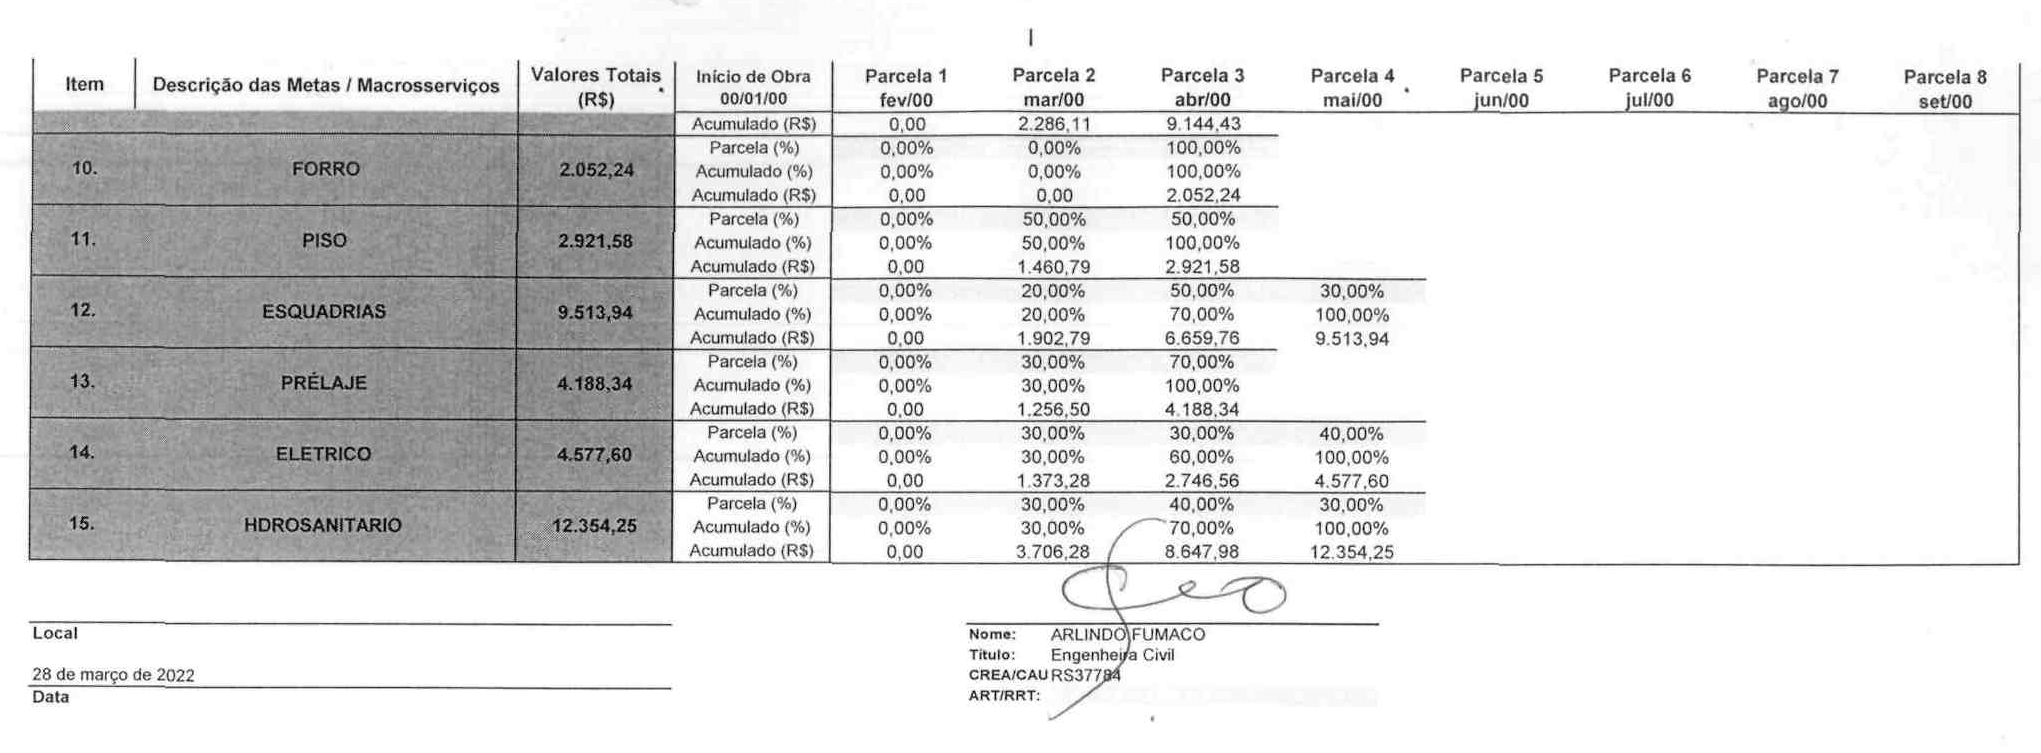 Item Descrição das Metas / Macrosserviços Valores Totais (R$) Início de Obra 00/01/00 Parcela 1 fev/00 Parcela 2 mar/00 Parcela 3 abr/00 Parcela 4 mai/00 Parcela 5 jun/00 Parcela 6 jul/00 Parcela 7 ago/00 Parcela 8 set/00
Acumulado (R$) 0,00 2.286,11 9.144,43
Parcela (%) 0,00% 0,00% 100,00%
10. FORRO 2.052,24 Acumulado (%) 0,00% 0,00% 100,00%
Acumulado (R$) 0,00 0,00 2.052,24
Parcela (%) 0,00% 50,00% 50,00%
11. PISO 2.921,58 Acumulado (%) 0,00% 50,00% 100,00%
Acumulado (R$) 0,00 1.460,79 2.921,58
Parcela (%) 0,00% 20,00% 50,00% 30,00%
12. ESQUADRIAS 9.513,94 Acumulado (%) 0,00% 20,00% 70,00% 100,00%
Acumulado (R$) 0,00 1.902,79 6.659,76 9.513,94
Parcela (%) 0,00% 30,00% 70,00%
13. PRÉLAJE 4.188,34 Acumulado (%) 0,00% 30,00% 100,00%
Acumulado (R$) 0,00 1.256,50 4.188,34
Parcela (%) 0,00% 30,00% 30,00% 40,00%
14. ELETRICO 4.577,60 Acumulado (%) 0,00% 30,00% 60,00% 100,00%
Acumulado (R$) 0,00 1.373,28 2.746,56 4.577,60
Parcela (%) 0,00% 30,00% 40,00% 30,00%
15. HDROSANITARIO 12.354,25 Acumulado (%) 0,00% 30,00% 70,00% 100,00%
Acumulado (R$) 0,00 3.706,28 8.647,98 12.354,25
Local
28 de março de 2022
Data
Nome: ARLINDO FUMACO
Título: Engenheira Civil
CREA/CAU RS37784
ART/RRT: